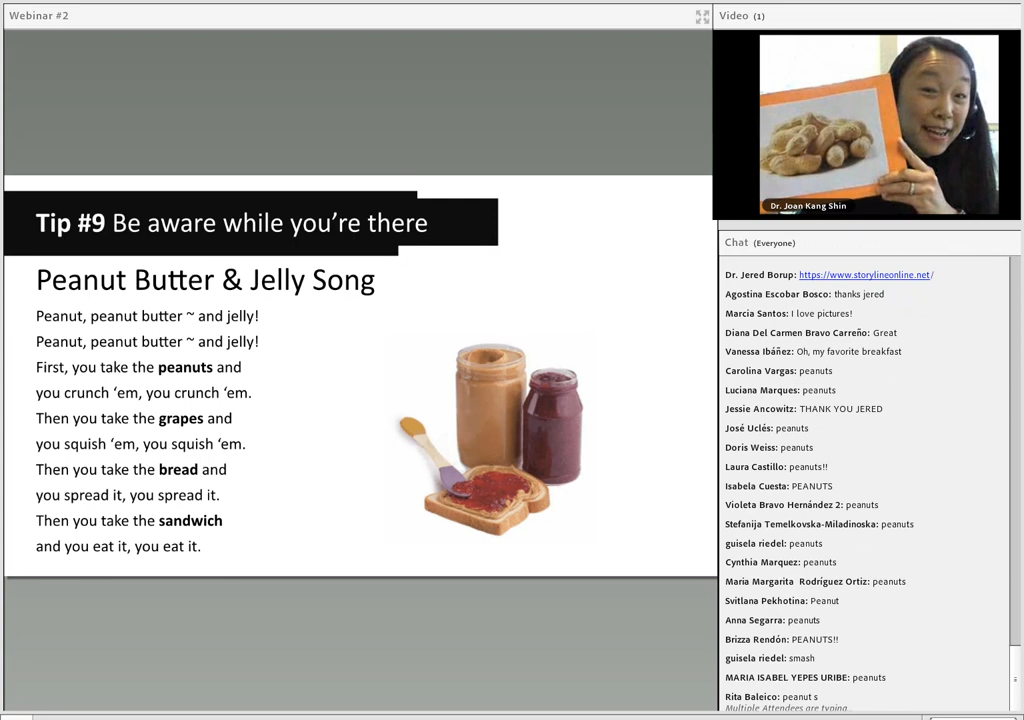 Webinar #2
Tip #9 Be aware while you're there
Peanut Butter & Jelly Song
Peanut, peanut butter ~ and jelly!
Peanut, peanut butter ~ and jelly!
First, you take the peanuts and
you crunch ‘em, you crunch ‘em.
Then you take the grapes and
you squish ‘em, you squish ‘em.
Then you take the bread and
you spread it, you spread it.
Then you take the sandwich
and you eat it, you eat it.
Video (1)
Dr. Joan Kang Shin
Chat (Everyone)
Dr. Jered Borup: https://www.storylineonline.net/
Agostina Escobar Bosco: thanks jered
Marcia Santos: I love pictures!
Diana Del Carmen Bravo Carreño: Great
Vanessa Ibáñez: Oh, my favorite breakfast
Carolina Vargas: peanuts
Luciana Marques: peanuts
Jessie Ancowitz: THANK YOU JERED
José Uclés: peanuts
Doris Weiss: peanuts
Laura Castillo: peanuts!!
Isabela Cuesta: PEANUTS
Violeta Bravo Hernández 2: peanuts
Stefanija Temelkovska-Miladinoska: peanuts
guisela riedel: peanuts
Cynthia Marquez: peanuts
Maria Margarita Rodríguez Ortiz: peanuts
Svitlana Pekhotina: Peanut
Anna Segarra: peanuts
Brizza Rendón: PEANUTS!!
guisela riedel: smash
MARIA ISABEL YEPES URIBE: peanuts
Rita Baleico: peanut s
Multiple Attendees are typing...